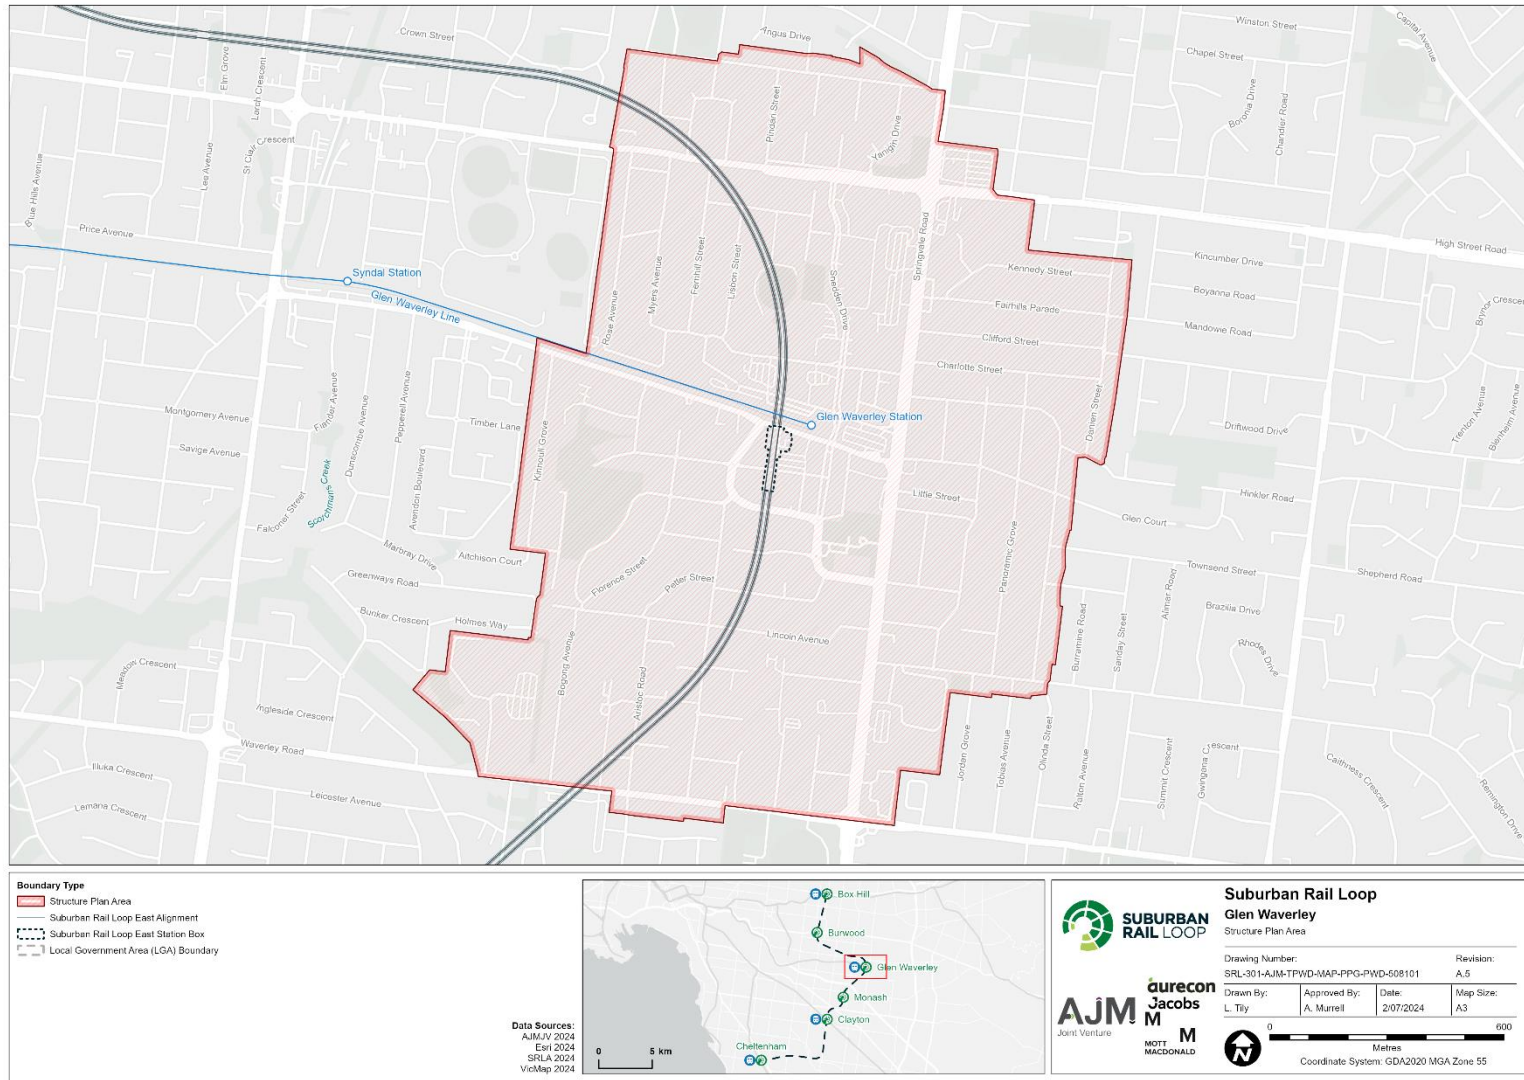 Crown Street
Angus Drive
Winston Street
Capital Avenue
Chapel Street
Elm Grove
Larch Crescent
Pindari Street
Boronia Drive
Chandler Road
St Clair Crescent
Lee Avenue
Blue Hills Avenue
Yanigin Drive
Price Avenue
Springvale Road
High Street Road
Kincumber Drive
Syndal Station
Glen Waverley Line
Rose Avenue
Myers Avenue
Fernhill Street
Lisbon Street
Snedden Drive
Kennedy Street
Boyanna Road
Fairhills Parade
Mandowie Road
Clifford Street
Charlotte Street
Montgomery Avenue
Flander Avenue
Dunscombe Avenue
Pepperell Avenue
Timber Lane
Kinnoull Grove
Glen Waverley Station
Danien Street
Driftwood Drive
Trenton Avenue
Blenheim Avenue
Savige Avenue
Scotchmans Creek
Avendon Boulevard
Falconer Street
Little Street
Hinkler Road
Glen Court
Marbray Drive
Aitchison Court
Greenways Road
Florence Street
Petter Street
Panoramic Grove
Townsend Street
Shepherd Road
Bunker Crescent
Holmes Way
Lincoln Avenue
Burramine Road
Sanday Street
Alimar Road
Brazilia Drive
Rhodes Drive
Meadow Crescent
Bogong Avenue
Aristoc Road
Ingleside Crescent
Waverley Road
Illuka Crescent
Leicester Avenue
Lemana Crescent
Jordan Grove
Tobias Avenue
Olinda Street
Ralton Avenue
Summit Crescent
Gwingana Crescent
Caithness Crescent
Remington Drive
Boundary Type
Structure Plan Area
Suburban Rail Loop East Alignment
Suburban Rail Loop East Station Box
Local Government Area (LGA) Boundary
Data Sources:
AJMJV 2024
Esri 2024
SRLA 2024
VicMap 2024
Box Hill
Burwood
Glen Waverley
Monash
Clayton
Cheltenham
0 5 km
SUBURBAN
RAIL LOOP
AJM
Joint Venture
aurecon
Jacobs
M
M
MOTT
MACDONALD
Suburban Rail Loop
Glen Waverley
Structure Plan Area
Drawing Number: Revision:
SRL-301-AJM-TPWD-MAP-PPG-PWD-508101 A.5
Drawn By: Approved By: Date: Map Size:
L. Tily A. Murrell 2/07/2024 A3
N
0 600
Metres
Coordinate System: GDA2020 MGA Zone 55